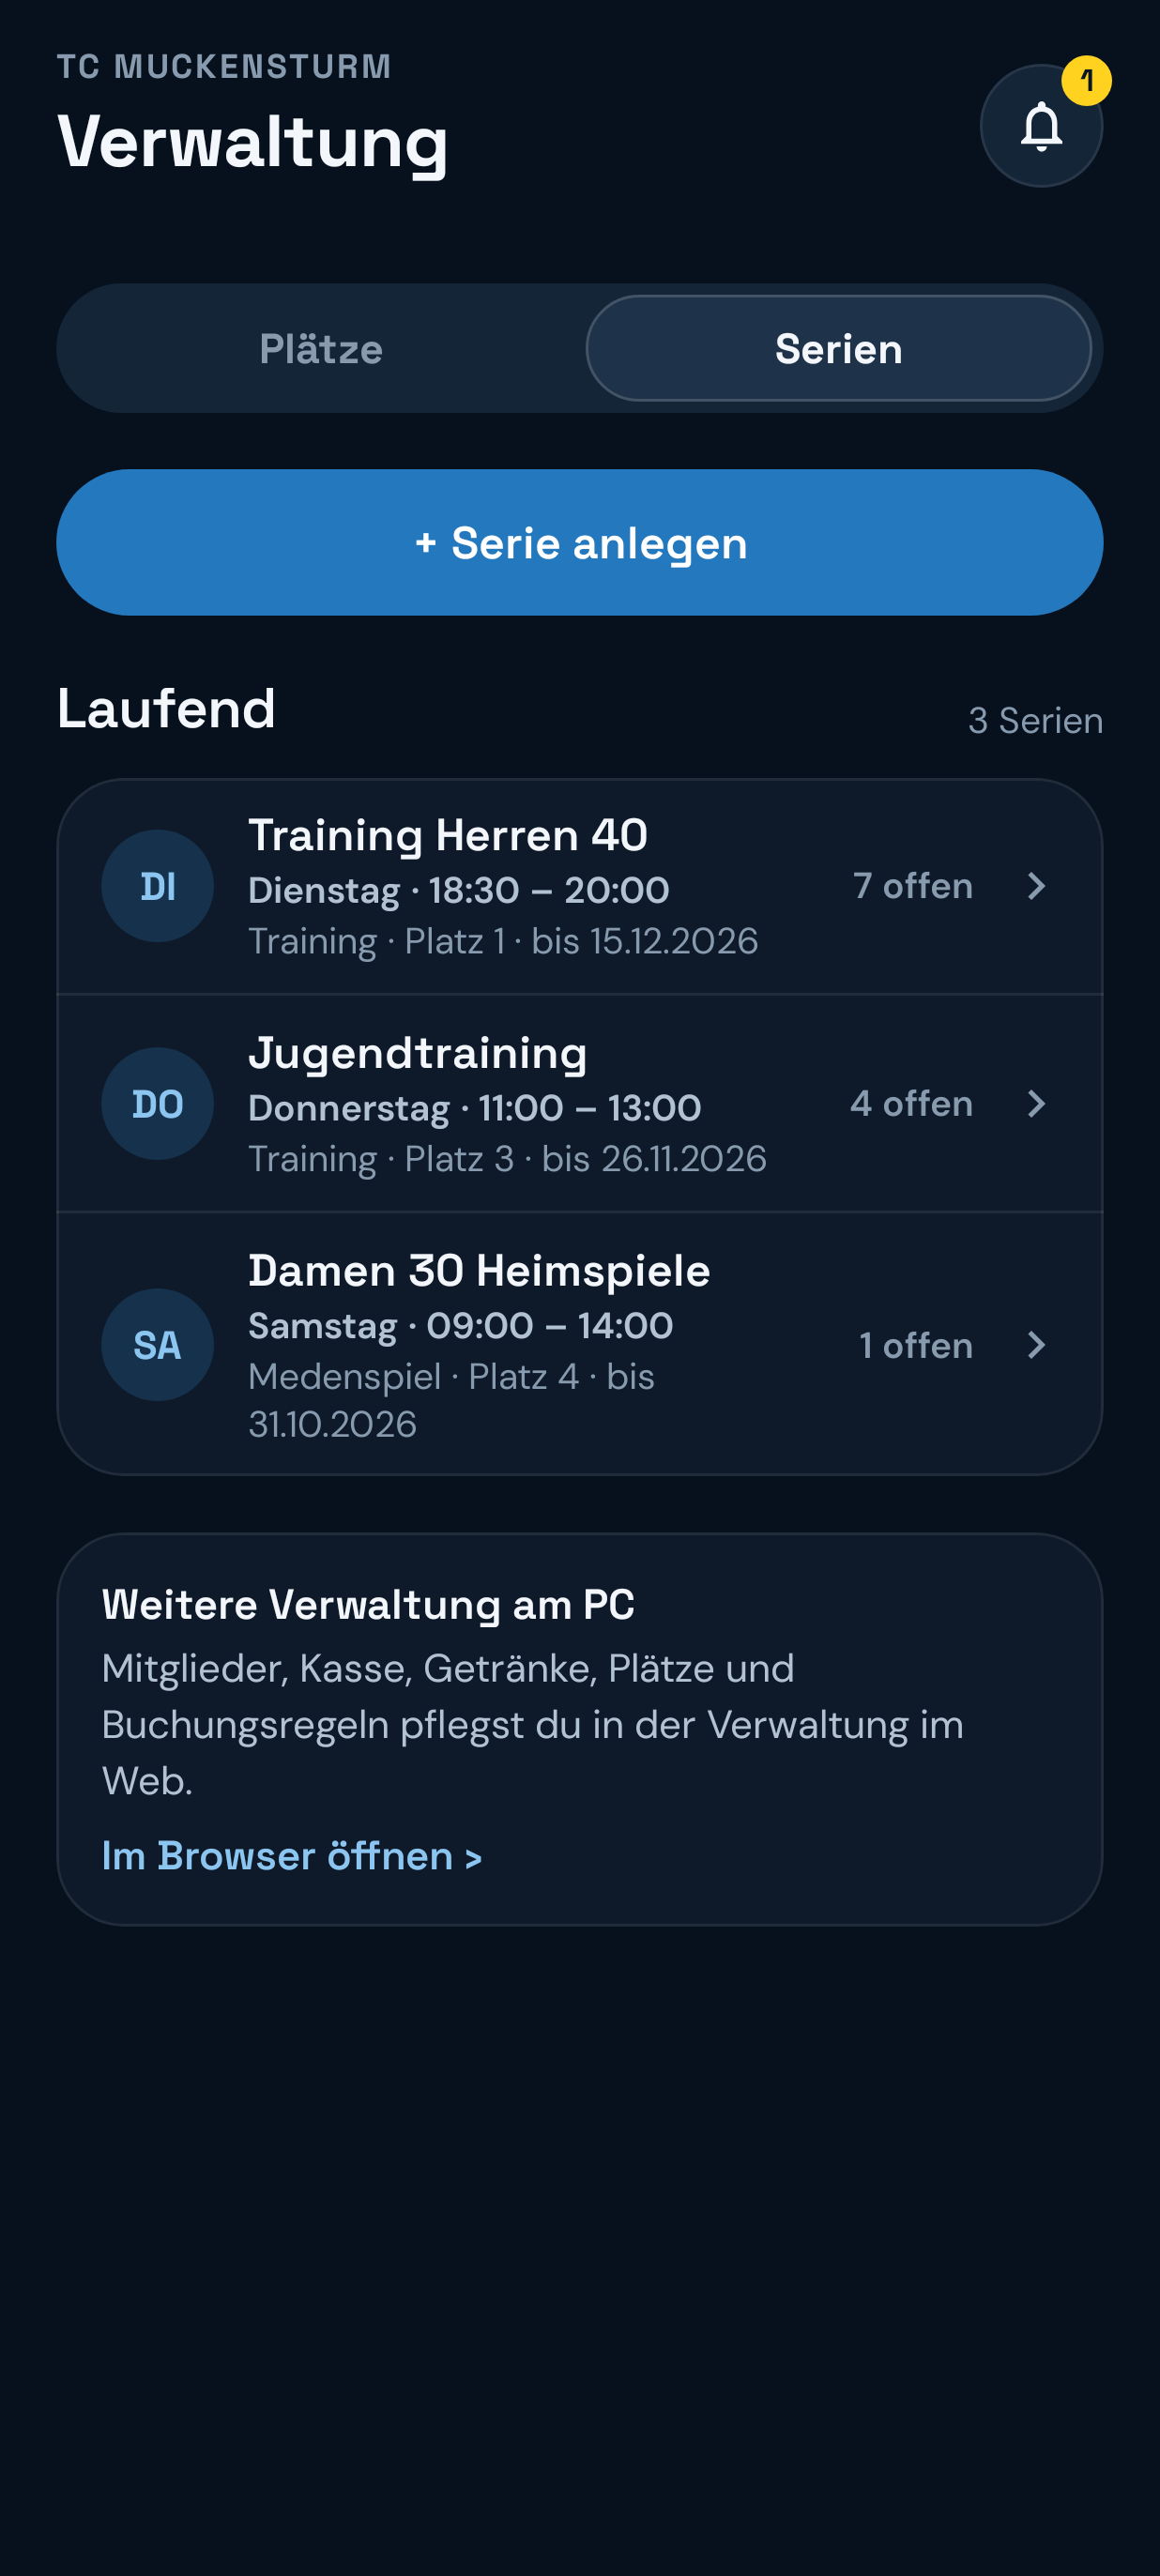 TC MUCKENSTURM
Verwaltung
1
Plätze
Serien
+ Serie anlegen
Laufend
3 Serien
DI
Training Herren 40
Dienstag · 18:30 – 20:00
Training · Platz 1 · bis 15.12.2026
7 offen
DO
Jugendtraining
Donnerstag · 11:00 – 13:00
Training · Platz 3 · bis 26.11.2026
4 offen
SA
Damen 30 Heimspiele
Samstag · 09:00 – 14:00
Medenspiel · Platz 4 · bis
31.10.2026
1 offen
Weitere Verwaltung am PC
Mitglieder, Kasse, Getränke, Plätze und
Buchungsregeln pflegst du in der Verwaltung im
Web.
Im Browser öffnen >